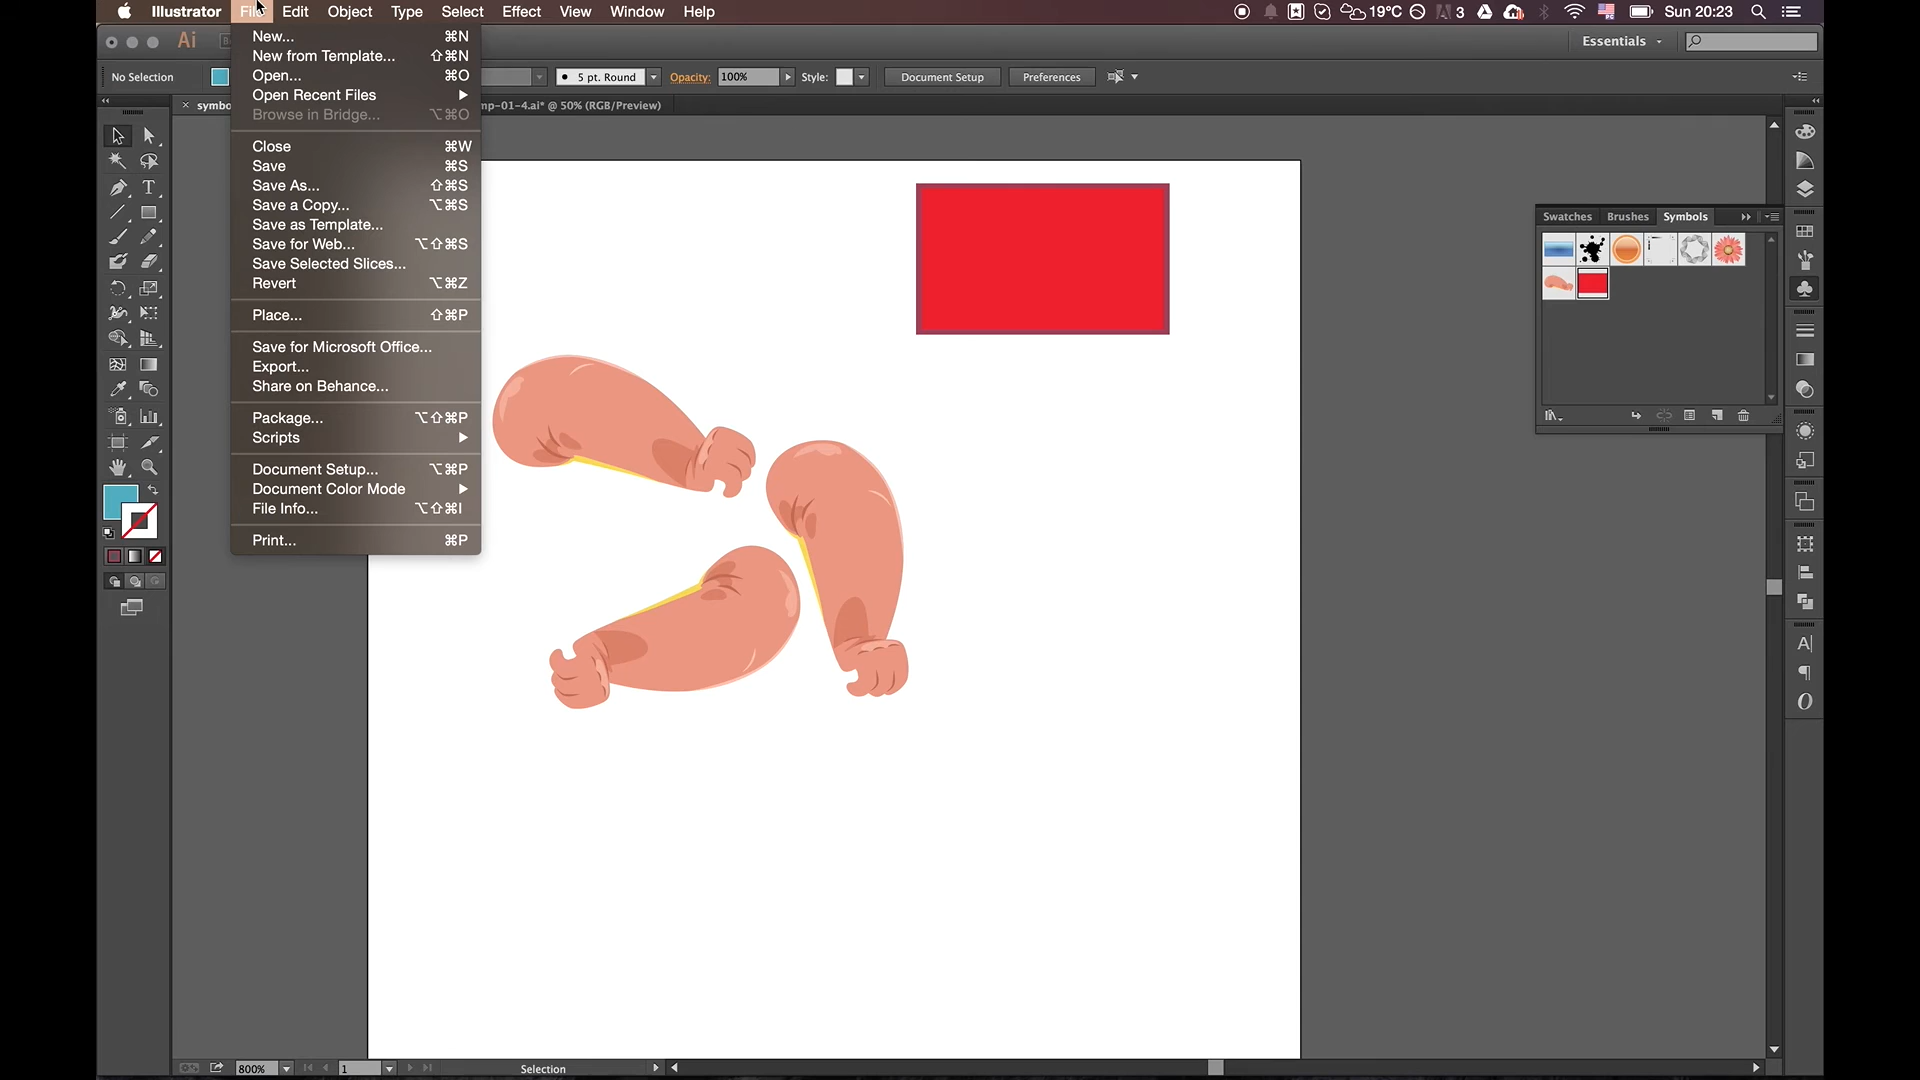 Illustrator File Edit Object Type Select Effect View Window Help 3 19°C Sun 20:23
Ai Essentials
No Selection 5 pt. Round Opacity: 100% Style: Document Setup Preferences
symbo mp-01-4.ai* @ 50% (RGB/Preview)
New... ⌘N
New from Template... ⇧⌘N
Open... ⌘O
Open Recent Files
Browse in Bridge... ⌥⌘O
Close ⌘W
Save ⌘S
Save As... ⇧⌘S
Save a Copy... ⌥⌘S
Save as Template...
Save for Web... ⌥⇧⌘S
Save Selected Slices...
Revert ⌥⌘Z
Place... ⇧⌘P
Save for Microsoft Office...
Export...
Share on Behance...
Package... ⌥⇧⌘P
Scripts
Document Setup... ⌥⌘P
Document Color Mode
File Info... ⌥⇧⌘I
Print... ⌘P
Swatches Brushes Symbols
800% 1 Selection